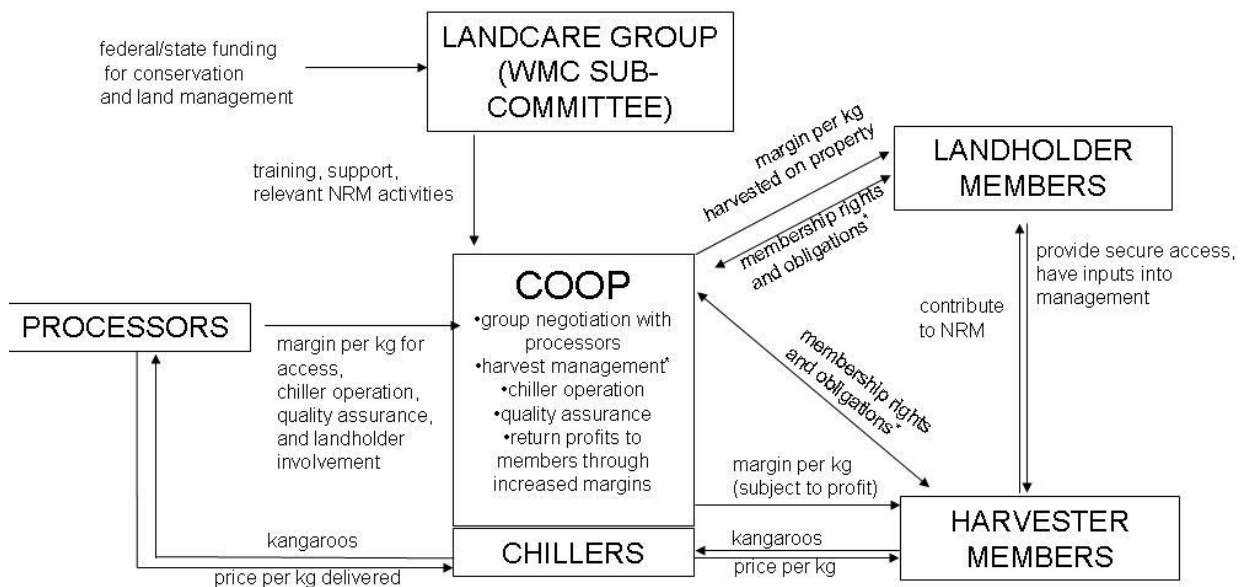 federal/state funding
for conservation
and land management
LANDCARE GROUP
(WMC SUB-
COMMITTEE)
training, support,
relevant NRM activities
margin per kg
harvested on property
membership rights
and obligations*
LANDHOLDER
MEMBERS
PROCESSORS
margin per kg for
access,
chiller operation,
quality assurance,
and landholder
involvement
COOP
•group negotiation with
processors
•harvest management*
•chiller operation
•quality assurance
•return profits to
members through
increased margins
membership rights
and obligations*
contribute
to NRM
provide secure access,
have inputs into
management
margin per kg
(subject to profit)
HARVESTER
MEMBERS
kangaroos
price per kg delivered
CHILLERS
kangaroos
price per kg